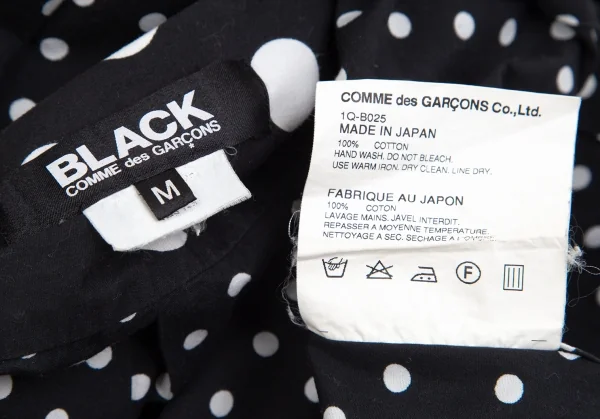 BLACK
COMME des GARÇONS
M
COMME des GARÇONS Co.,Ltd.
1Q-B025
MADE IN JAPAN
100% COTTON
HAND WASH. DO NOT BLEACH.
USE WARM IRON. DRY CLEAN. LINE DRY.
FABRIQUE AU JAPON
100% COTON
LAVAGE MAINS. JAVEL INTERDIT.
REPASSER A MOYENNE TEMPERATURE.
NETTOYAGE A SEC. SECHAGE A
F